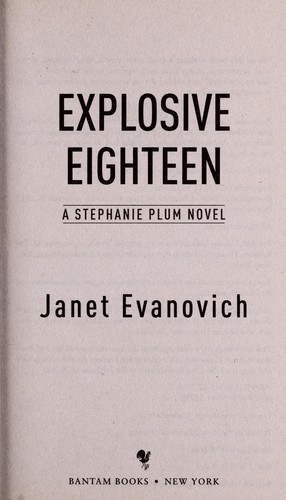 EXPLOSIVE
EIGHTEEN
A STEPHANIE PLUM NOVEL
Janet Evanovich
BANTAM BOOKS • NEW YORK